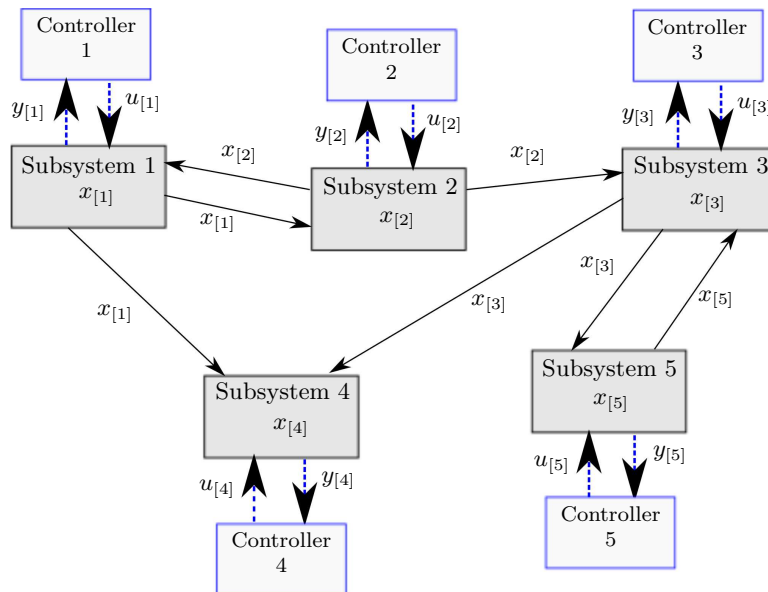 Controller
1
Controller
2
Controller
3
y[1]
u[1]
y[2]
u[2]
y[3]
u[3]
Subsystem 1
x[1]
x[2]
x[1]
Subsystem 2
x[2]
x[2]
Subsystem 3
x[3]
x[1]
x[3]
x[3]
x[5]
Subsystem 4
x[4]
Subsystem 5
x[5]
u[4]
y[4]
u[5]
y[5]
Controller
4
Controller
5